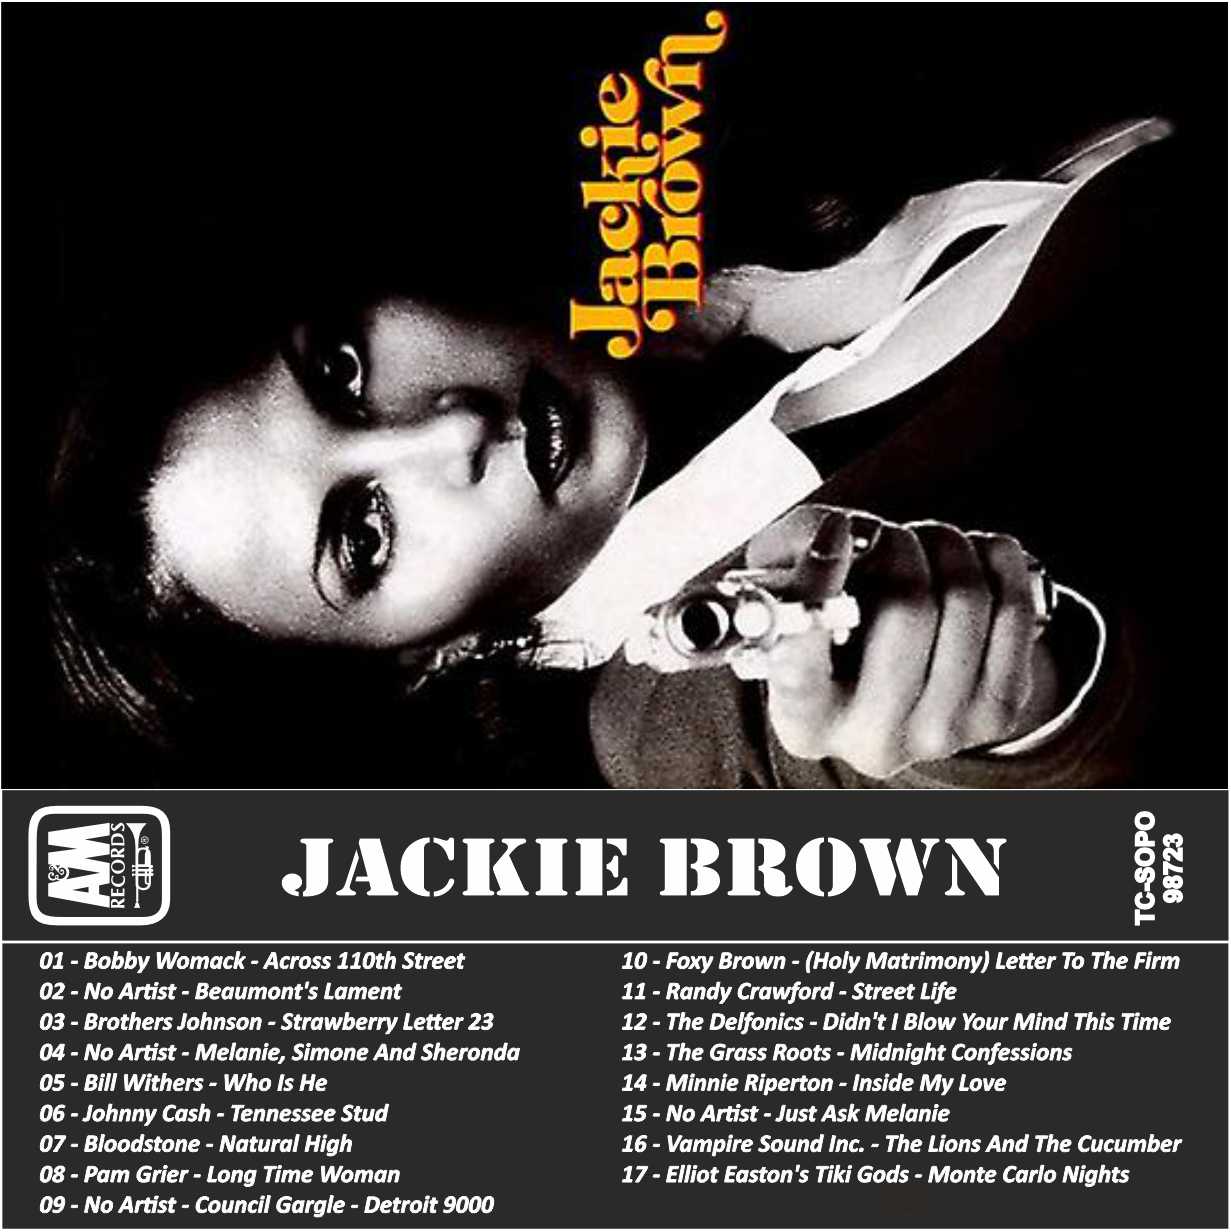 Jackie
Brown
A&M
RECORDS
®
JACKIE BROWN
TC-SOPO
98723
01 - Bobby Womack - Across 110th Street
02 - No Artist - Beaumont's Lament
03 - Brothers Johnson - Strawberry Letter 23
04 - No Artist - Melanie, Simone And Sheronda
05 - Bill Withers - Who Is He
06 - Johnny Cash - Tennessee Stud
07 - Bloodstone - Natural High
08 - Pam Grier - Long Time Woman
09 - No Artist - Council Gargle - Detroit 9000
10 - Foxy Brown - (Holy Matrimony) Letter To The Firm
11 - Randy Crawford - Street Life
12 - The Delfonics - Didn't I Blow Your Mind This Time
13 - The Grass Roots - Midnight Confessions
14 - Minnie Riperton - Inside My Love
15 - No Artist - Just Ask Melanie
16 - Vampire Sound Inc. - The Lions And The Cucumber
17 - Elliot Easton's Tiki Gods - Monte Carlo Nights